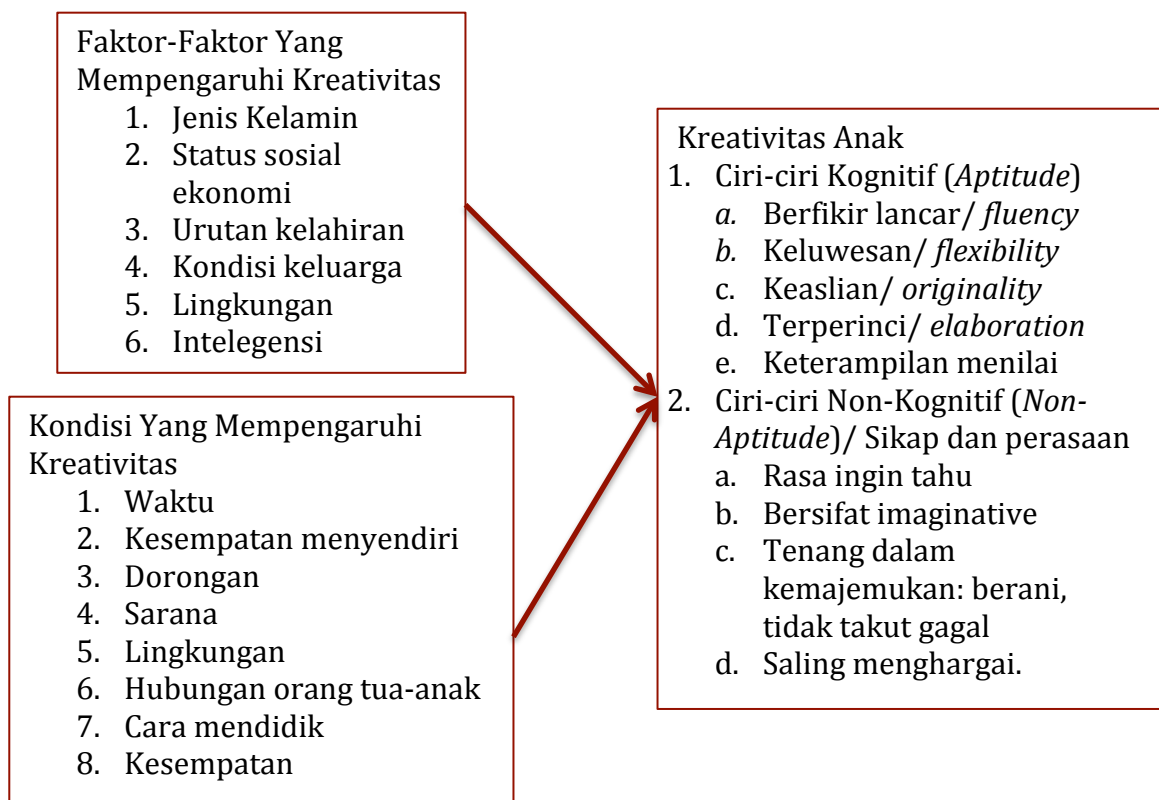 Faktor-Faktor Yang
Mempengaruhi Kreativitas
1. Jenis Kelamin
2. Status sosial
ekonomi
3. Urutan kelahiran
4. Kondisi keluarga
5. Lingkungan
6. Intelegensi
Kondisi Yang Mempengaruhi
Kreativitas
1. Waktu
2. Kesempatan menyendiri
3. Dorongan
4. Sarana
5. Lingkungan
6. Hubungan orang tua-anak
7. Cara mendidik
8. Kesempatan
Kreativitas Anak
1. Ciri-ciri Kognitif (Aptitude)
a. Berfikir lancar/ fluency
b. Keluwesan/ flexibility
c. Keaslian/ originality
d. Terperinci/ elaboration
e. Keterampilan menilai
2. Ciri-ciri Non-Kognitif (Non-
Aptitude)/ Sikap dan perasaan
a. Rasa ingin tahu
b. Bersifat imaginative
c. Tenang dalam
kemajemukan: berani,
tidak takut gagal
d. Saling menghargai.